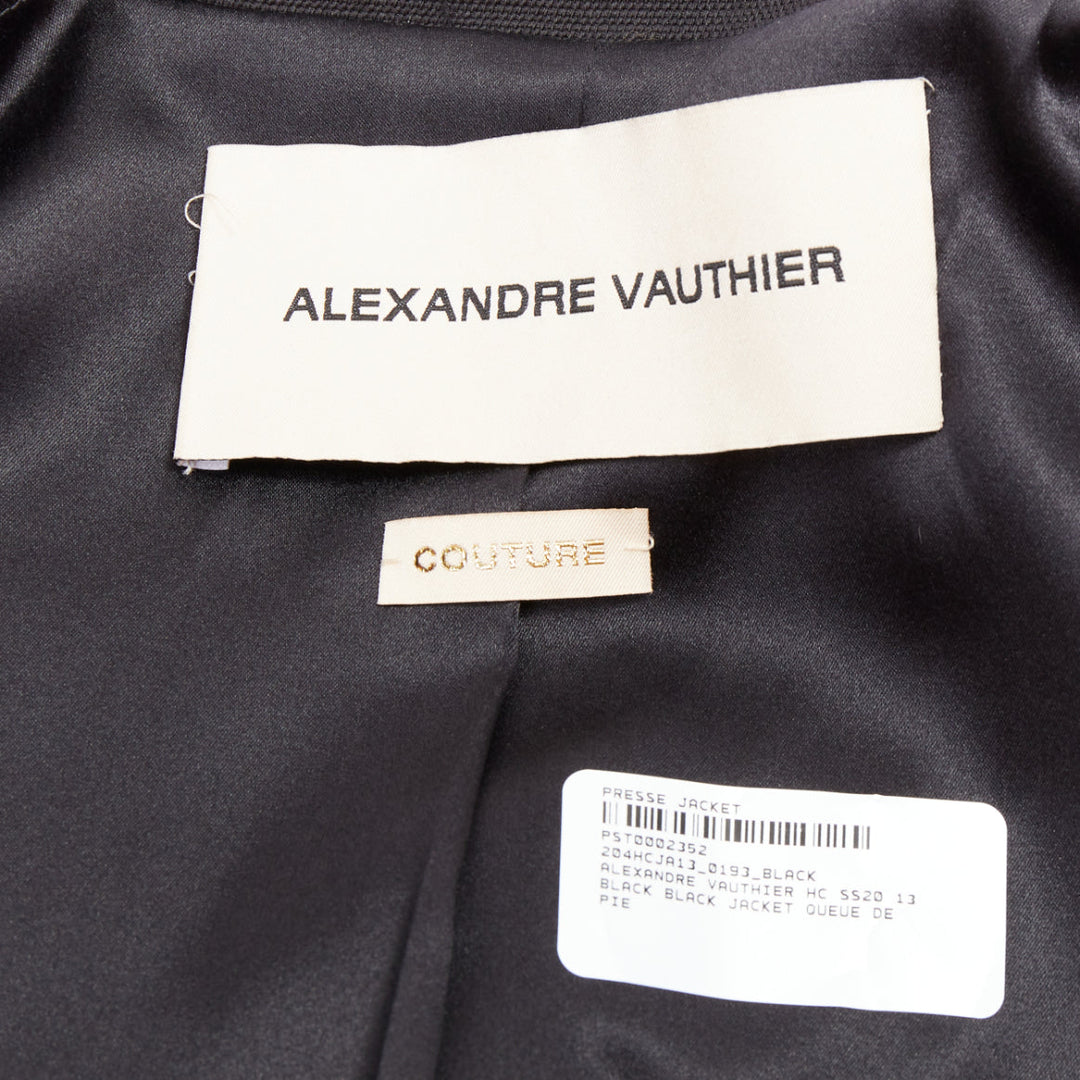 ALEXANDRE VAUTHIER
COUTURE
PRESSE JACKET
PST0002352
204HCJA13_0193_BLACK
ALEXANDRE VAUTHIER HC SS20 13
BLACK BLACK JACKET QUEUE DE
PIE